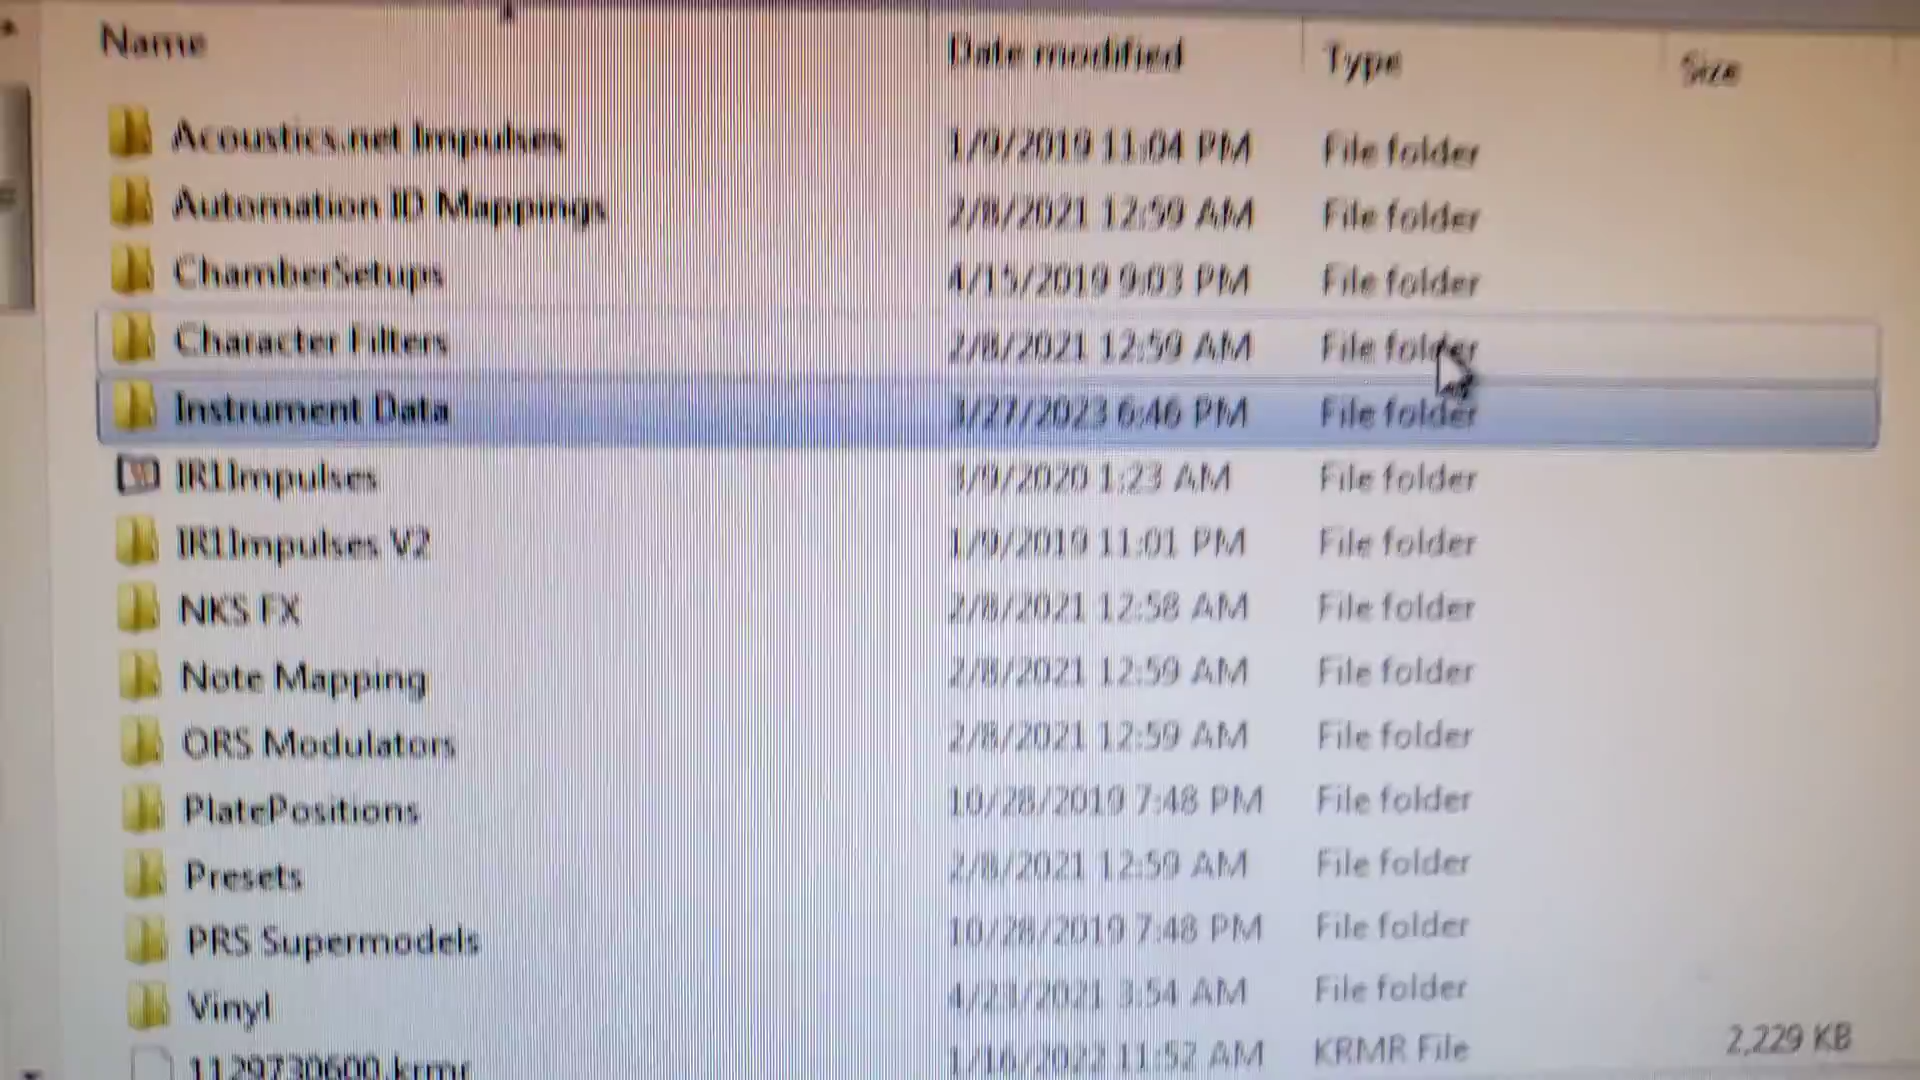 Name Date modified Type Size
Acoustics.net Impulses 1/9/2019 11:04 PM File folder
Automation ID Mappings 2/8/2021 12:59 AM File folder
ChamberSetups 4/15/2019 9:03 PM File folder
Character Filters 2/8/2021 12:59 AM File folder
Instrument Data 3/27/2023 6:46 PM File folder
IR1Impulses 3/9/2020 1:23 AM File folder
IR1Impulses V2 1/9/2019 11:01 PM File folder
NKS FX 2/8/2021 12:58 AM File folder
Note Mapping 2/8/2021 12:59 AM File folder
ORS Modulators 2/8/2021 12:59 AM File folder
PlatePositions 10/28/2019 7:48 PM File folder
Presets 2/8/2021 12:59 AM File folder
PRS Supermodels 10/28/2019 7:48 PM File folder
Vinyl 4/23/2021 3:54 AM File folder
1129730600.krmr 1/16/2022 11:52 AM KRMR File 2,229 KB